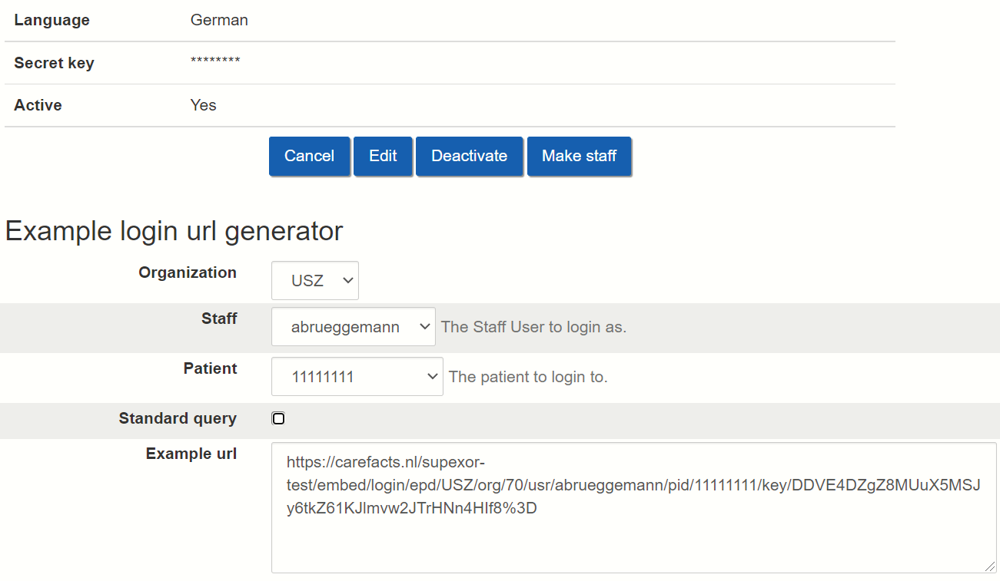 Language German
Secret key ********
Active Yes
Cancel Edit Deactivate Make staff
Example login url generator
Organization USZ
Staff abrueggemann The Staff User to login as.
Patient 11111111 The patient to login to.
Standard query
Example url
https://carefacts.nl/supexor-
test/embed/login/epd/USZ/org/70/usr/abrueggemann/pid/11111111/key/DDVE4DZgZ8MUuX5MSJ
y6tkZ61KJlmvw2JTrHNn4HIf8%3D